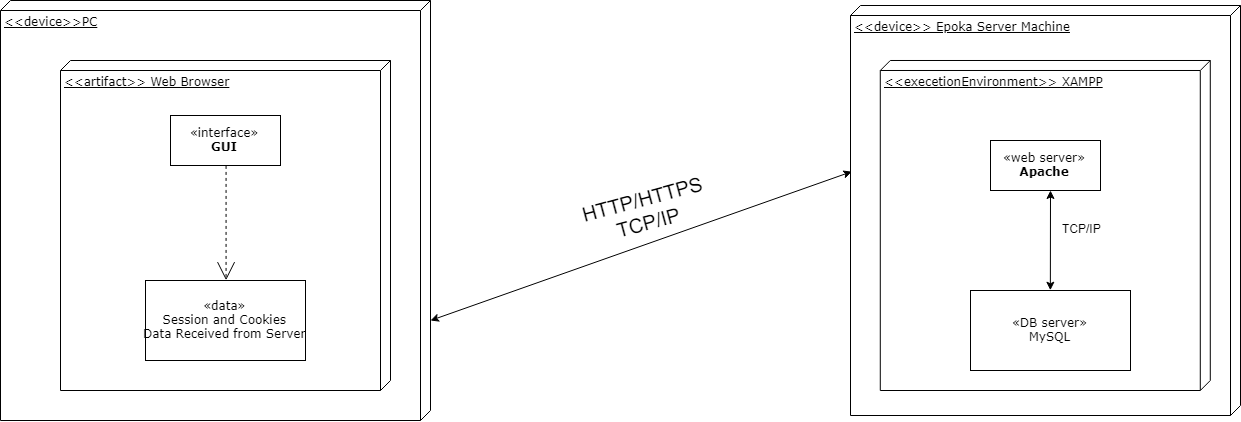 <<device>>PC
<<artifact>> Web Browser
«interface»
GUI
«data»
Session and Cookies
Data Received from Server
HTTP/HTTPS
TCP/IP
<<device>> Epoka Server Machine
<<execetionEnvironment>> XAMPP
«web server»
Apache
TCP/IP
«DB server»
MySQL